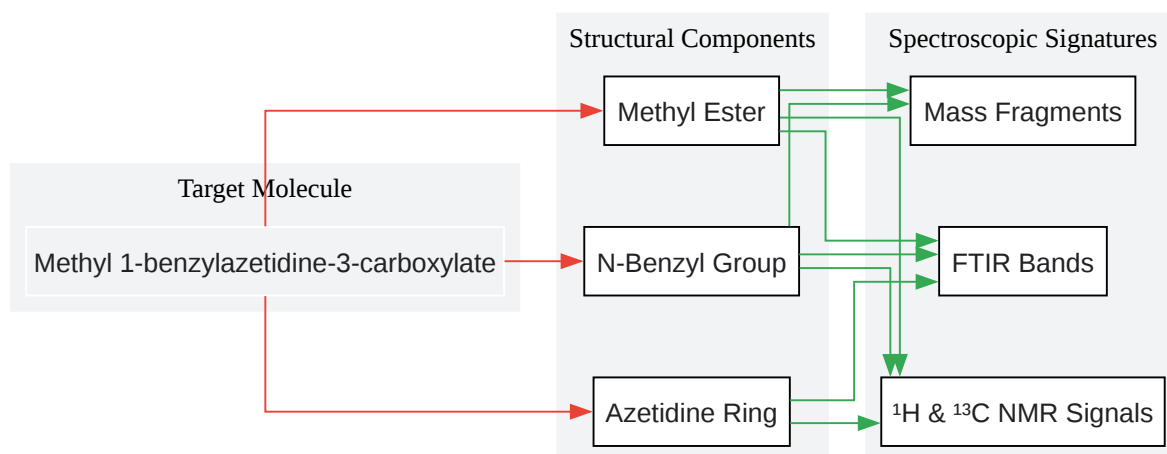 Structural Components
Spectroscopic Signatures
Methyl Ester
Mass Fragments
Target Molecule
Methyl 1-benzylazetidine-3-carboxylate
N-Benzyl Group
FTIR Bands
Azetidine Ring
¹H & ¹³C NMR Signals